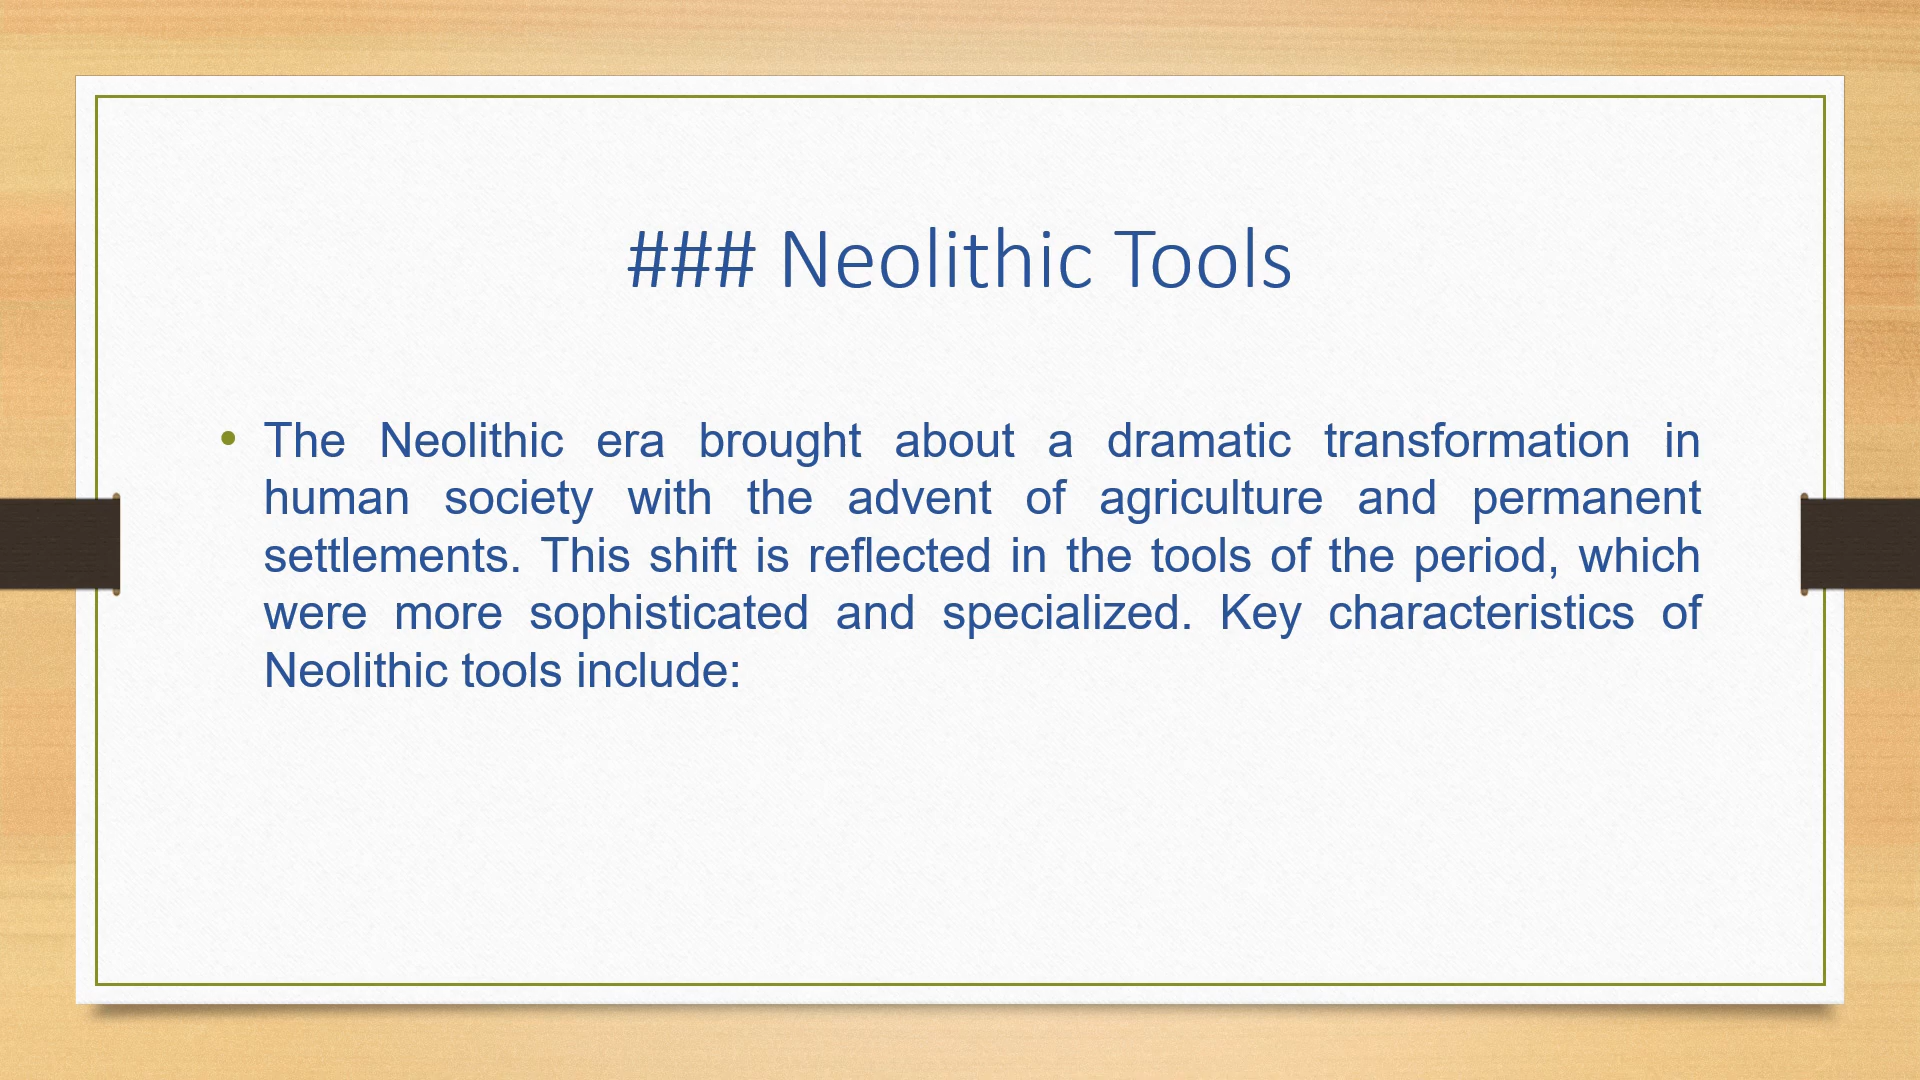 ### Neolithic Tools
• The Neolithic era brought about a dramatic transformation in
human society with the advent of agriculture and permanent
settlements. This shift is reflected in the tools of the period, which
were more sophisticated and specialized. Key characteristics of
Neolithic tools include: